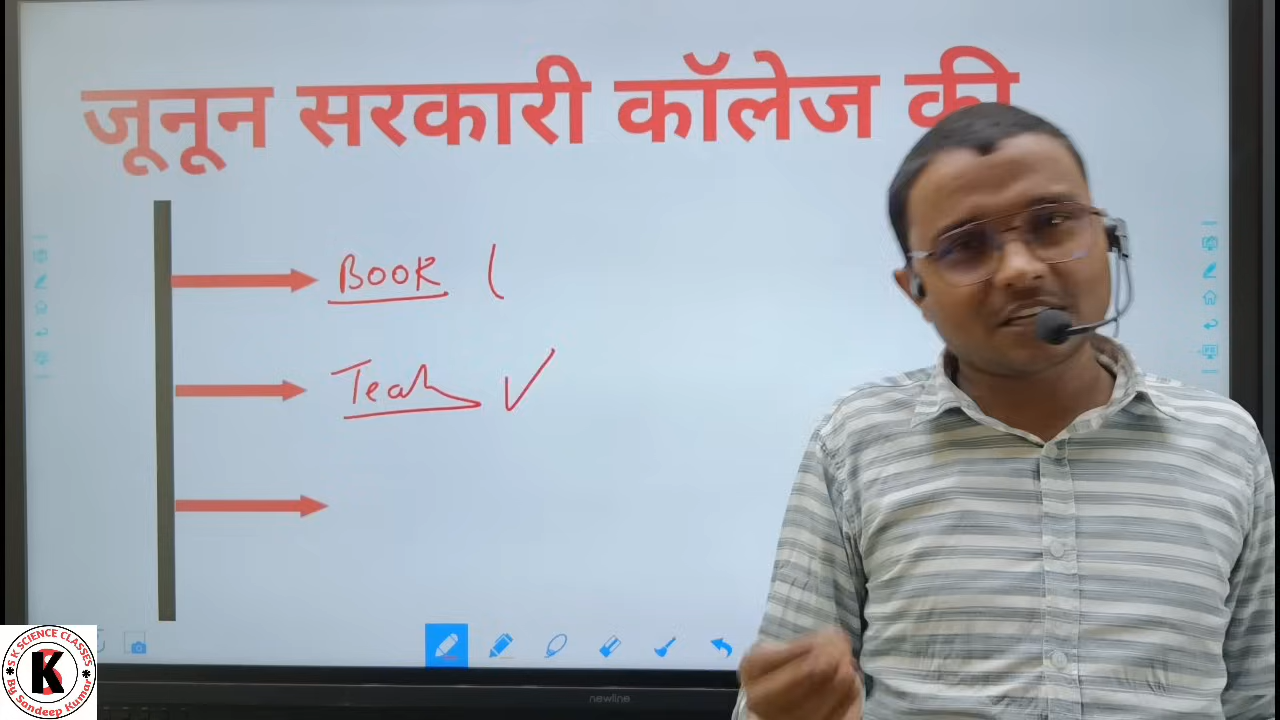 जूनून सरकारी कॉलेज की
Book (
Teah ✓
newline
S K SCIENCE CLASSES
K
By Sandeep Kumar